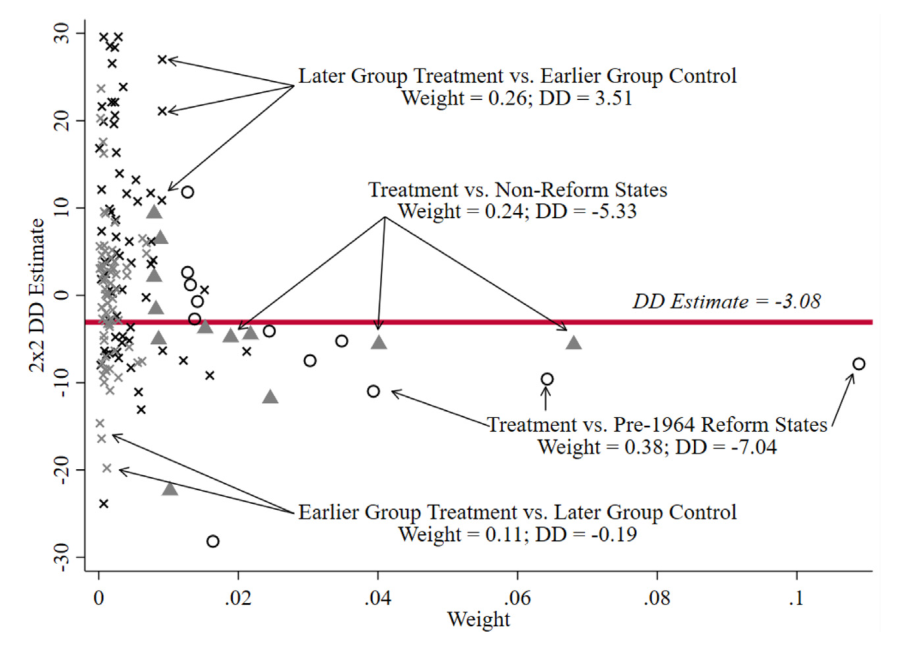 Later Group Treatment vs. Earlier Group Control
Weight = 0.26; DD = 3.51
Treatment vs. Non-Reform States
Weight = 0.24; DD = -5.33
DD Estimate = -3.08
Treatment vs. Pre-1964 Reform States
Weight = 0.38; DD = -7.04
Earlier Group Treatment vs. Later Group Control
Weight = 0.11; DD = -0.19
2x2 DD Estimate
30
20
10
0
-10
-20
-30
0 .02 .04 .06 .08 .1
Weight